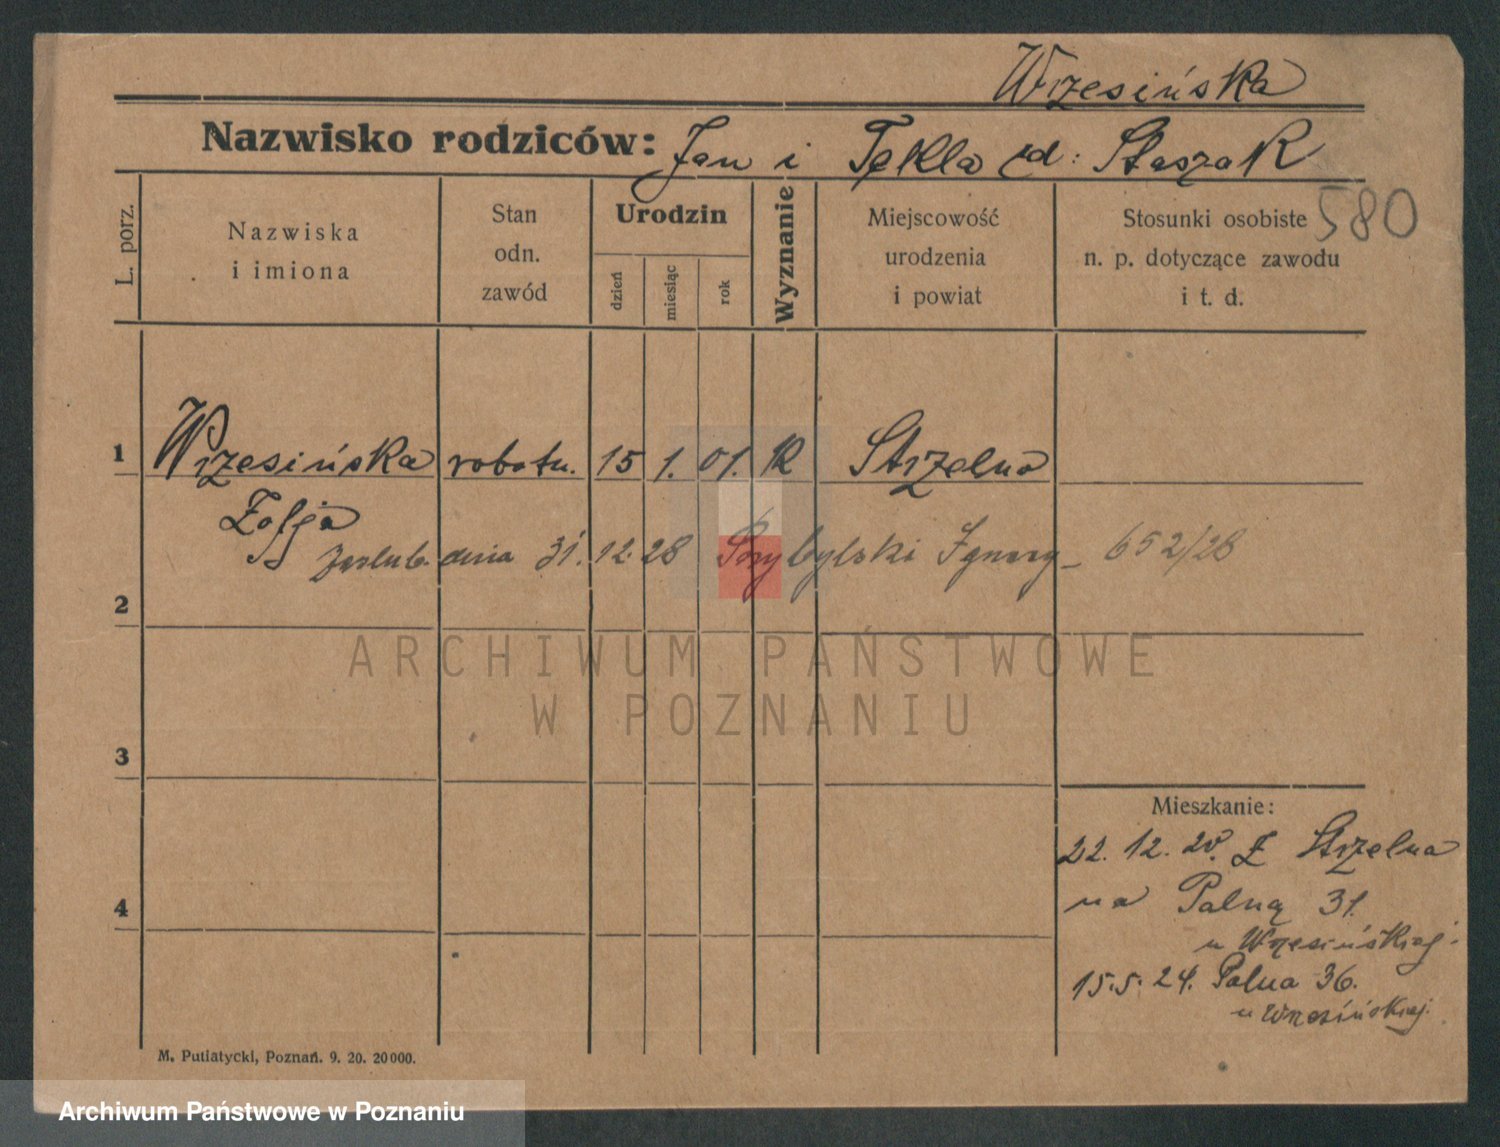 Wrzesińska
Nazwisko rodziców: Jan i Tekla zd: Staszak
580
L. porz.
Nazwiska i imiona
Stan odn. zawód
Urodzin
dzień
miesiąc
rok
Wyznanie
Miejscowość urodzenia i powiat
Stosunki osobiste n. p. dotyczące zawodu i t. d.
1 Wrzesińska robotn. 15 1. 01. K Strzelno
Zofja
zaślub. dnia 31. 12. 28 Przybylski Ignacy - 652/28
2
3
4
Mieszkanie:
22. 12. 20. Z Strzelna
na Polną 31.
u Wrzesińskiej.
15.5.24. Polna 36.
u Wrzesińskiej.
M. Putiatycki, Poznań. 9. 20. 20000.
ARCHIWUM PAŃSTWOWE
W POZNANIU
Archiwum Państwowe w Poznaniu